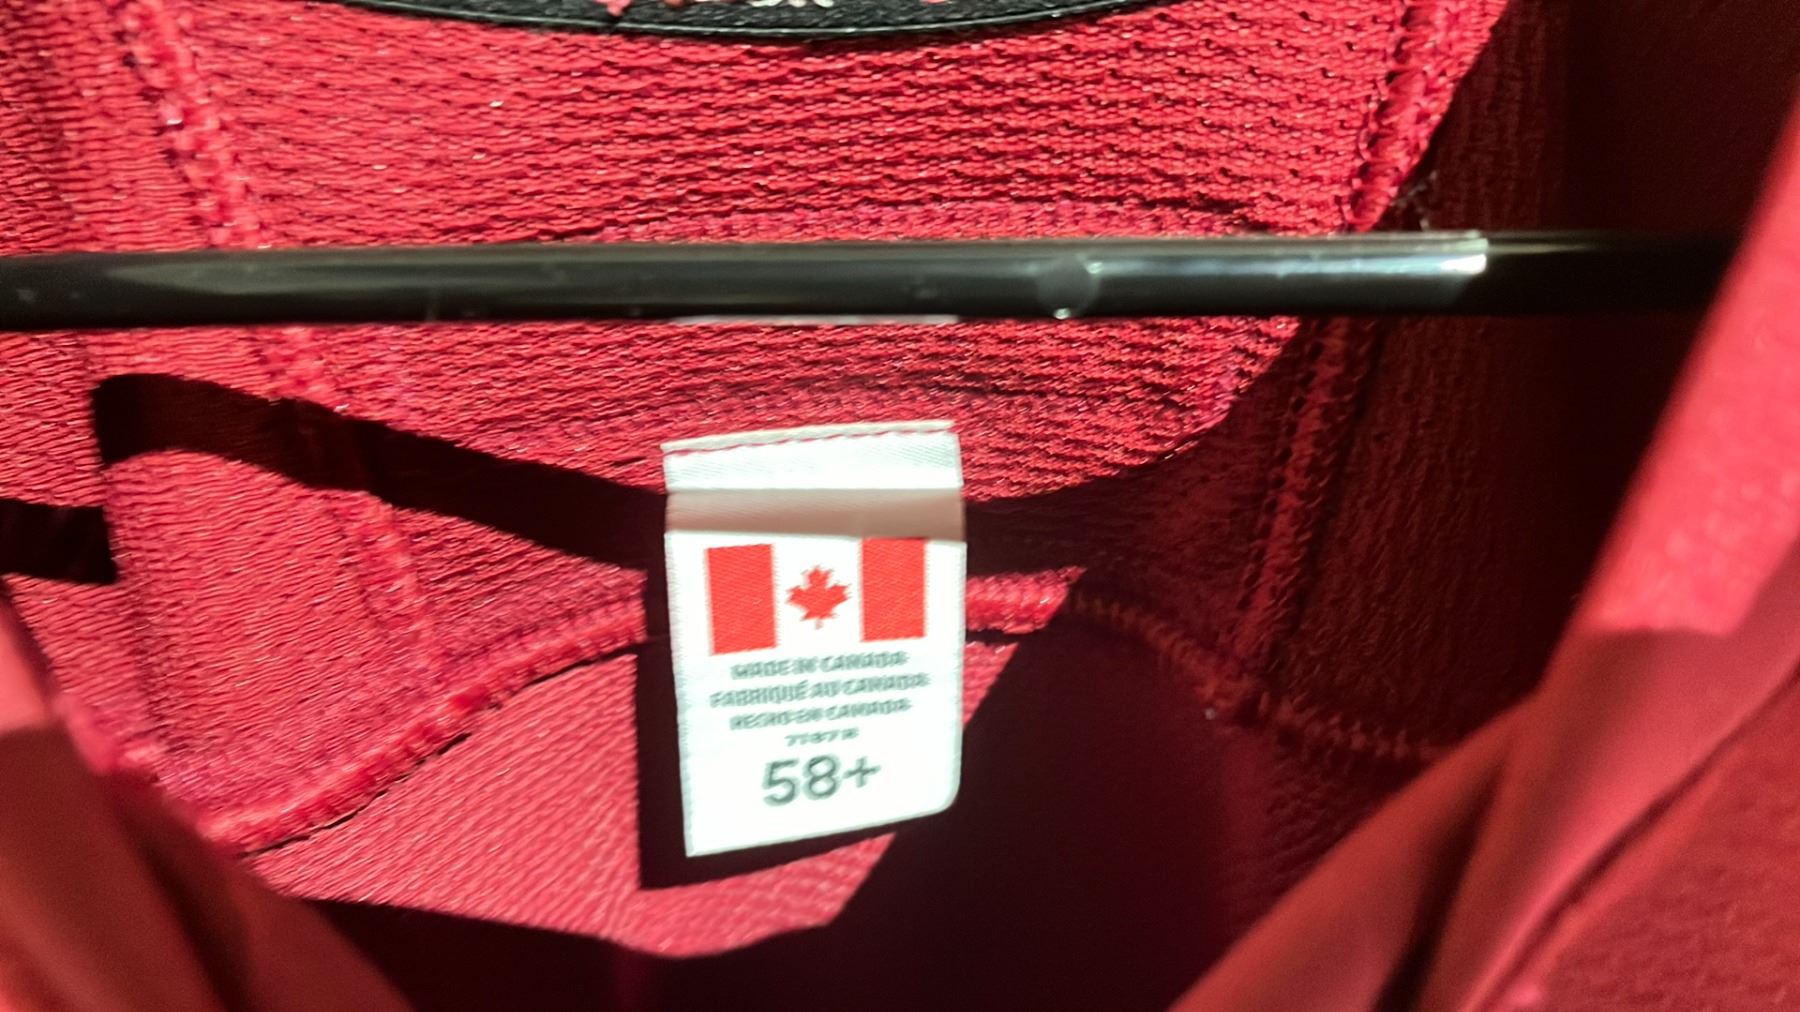 MADE IN CANADA
FABRIQUÉ AU CANADA
HECHO EN CANADA
58+